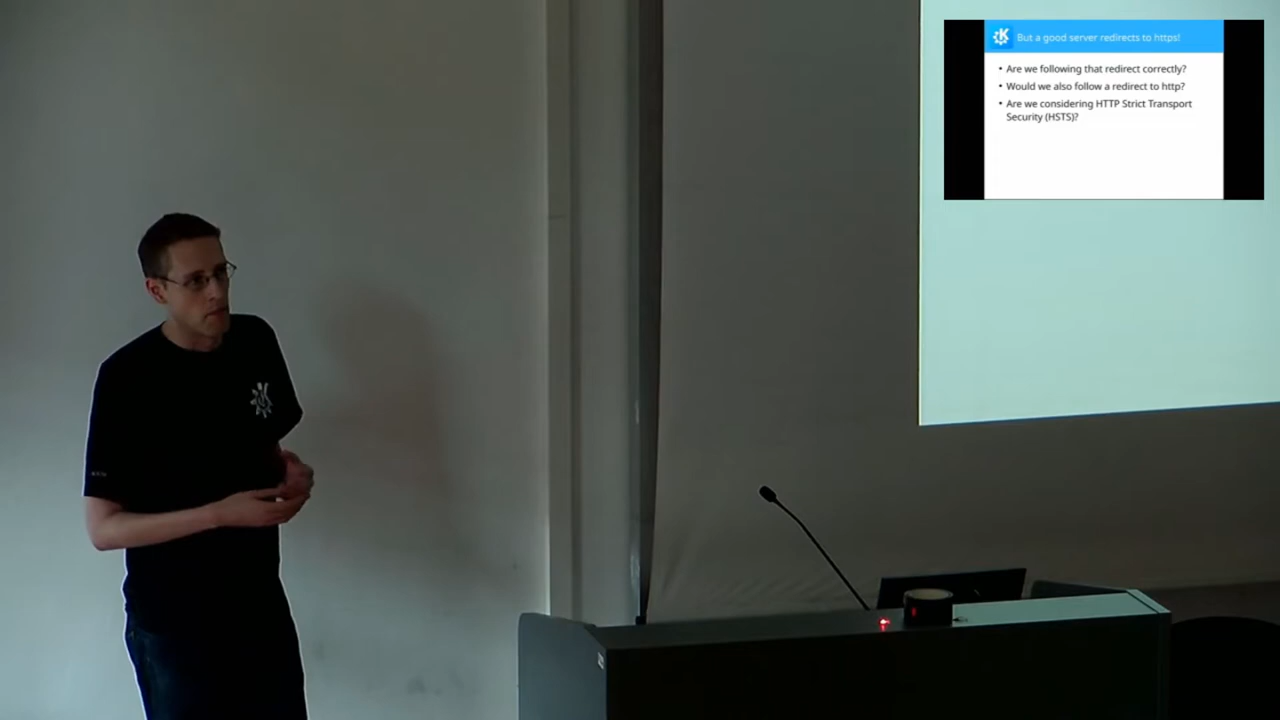 But a good server redirects to https!
• Are we following that redirect correctly?
• Would we also follow a redirect to http?
• Are we considering HTTP Strict Transport
Security (HSTS)?